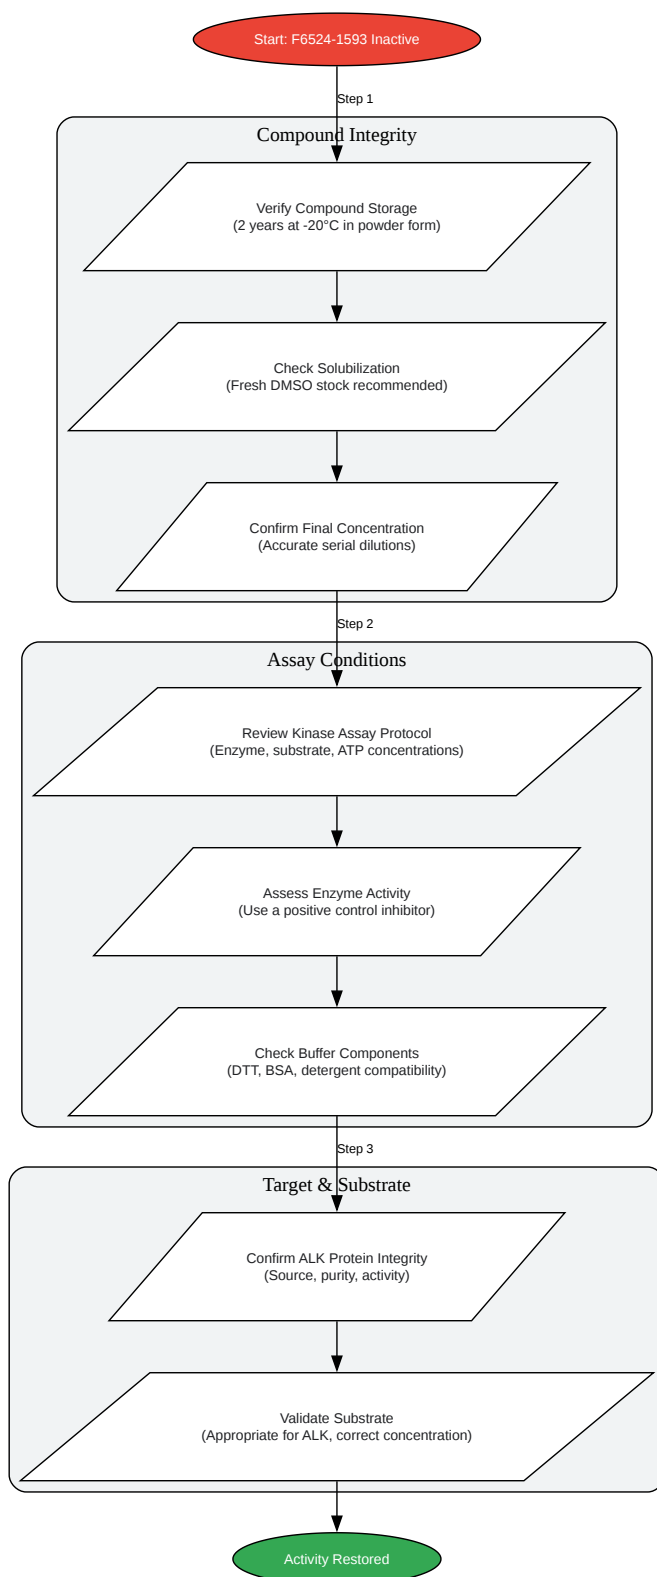 Start: F6524-1593 Inactive
Step 1
Compound Integrity
Verify Compound Storage
(2 years at -20°C in powder form)
Check Solubilization
(Fresh DMSO stock recommended)
Confirm Final Concentration
(Accurate serial dilutions)
Step 2
Assay Conditions
Review Kinase Assay Protocol
(Enzyme, substrate, ATP concentrations)
Assess Enzyme Activity
(Use a positive control inhibitor)
Check Buffer Components
(DTT, BSA, detergent compatibility)
Step 3
Target & Substrate
Confirm ALK Protein Integrity
(Source, purity, activity)
Validate Substrate
(Appropriate for ALK, correct concentration)
Activity Restored